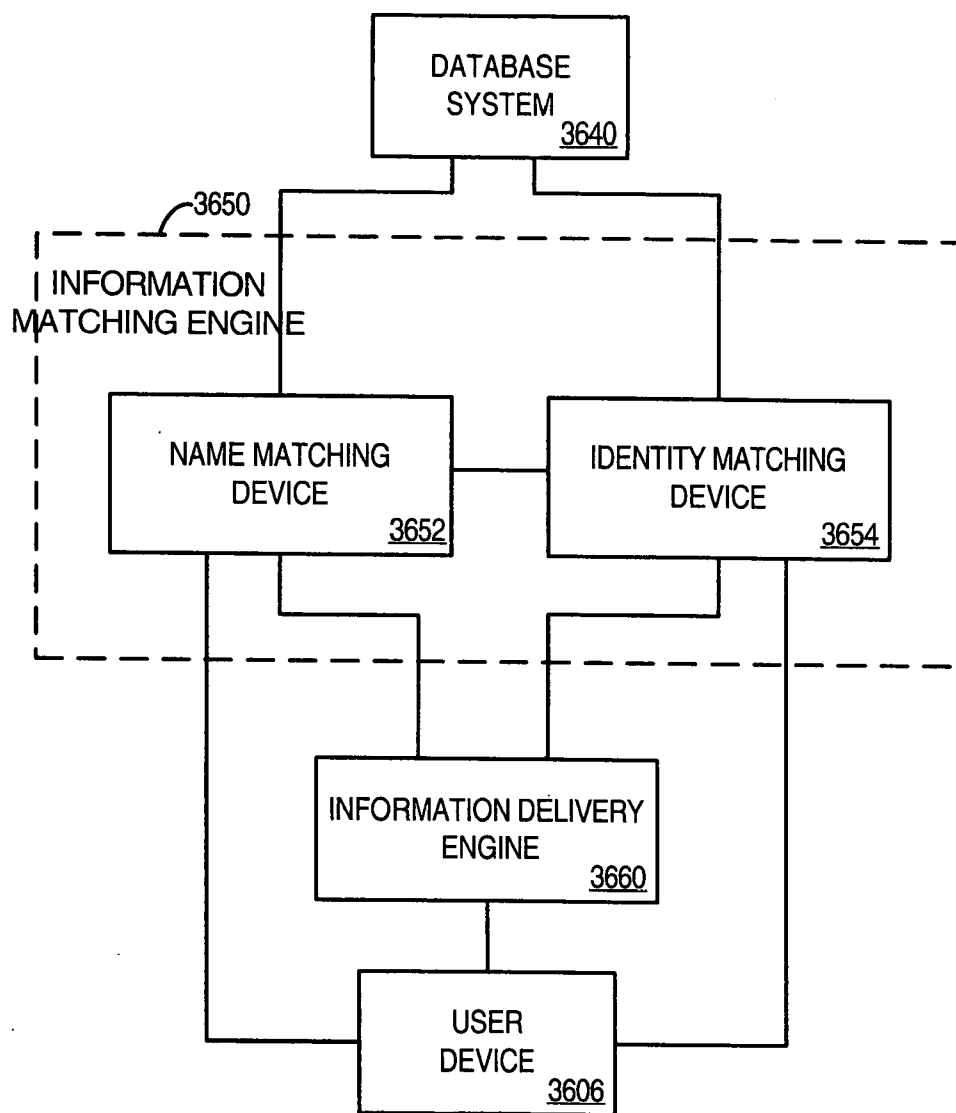 DATABASE
SYSTEM
3640
3650
INFORMATION
MATCHING ENGINE
NAME MATCHING
DEVICE
3652
IDENTITY MATCHING
DEVICE
3654
INFORMATION DELIVERY
ENGINE
3660
USER
DEVICE
3606